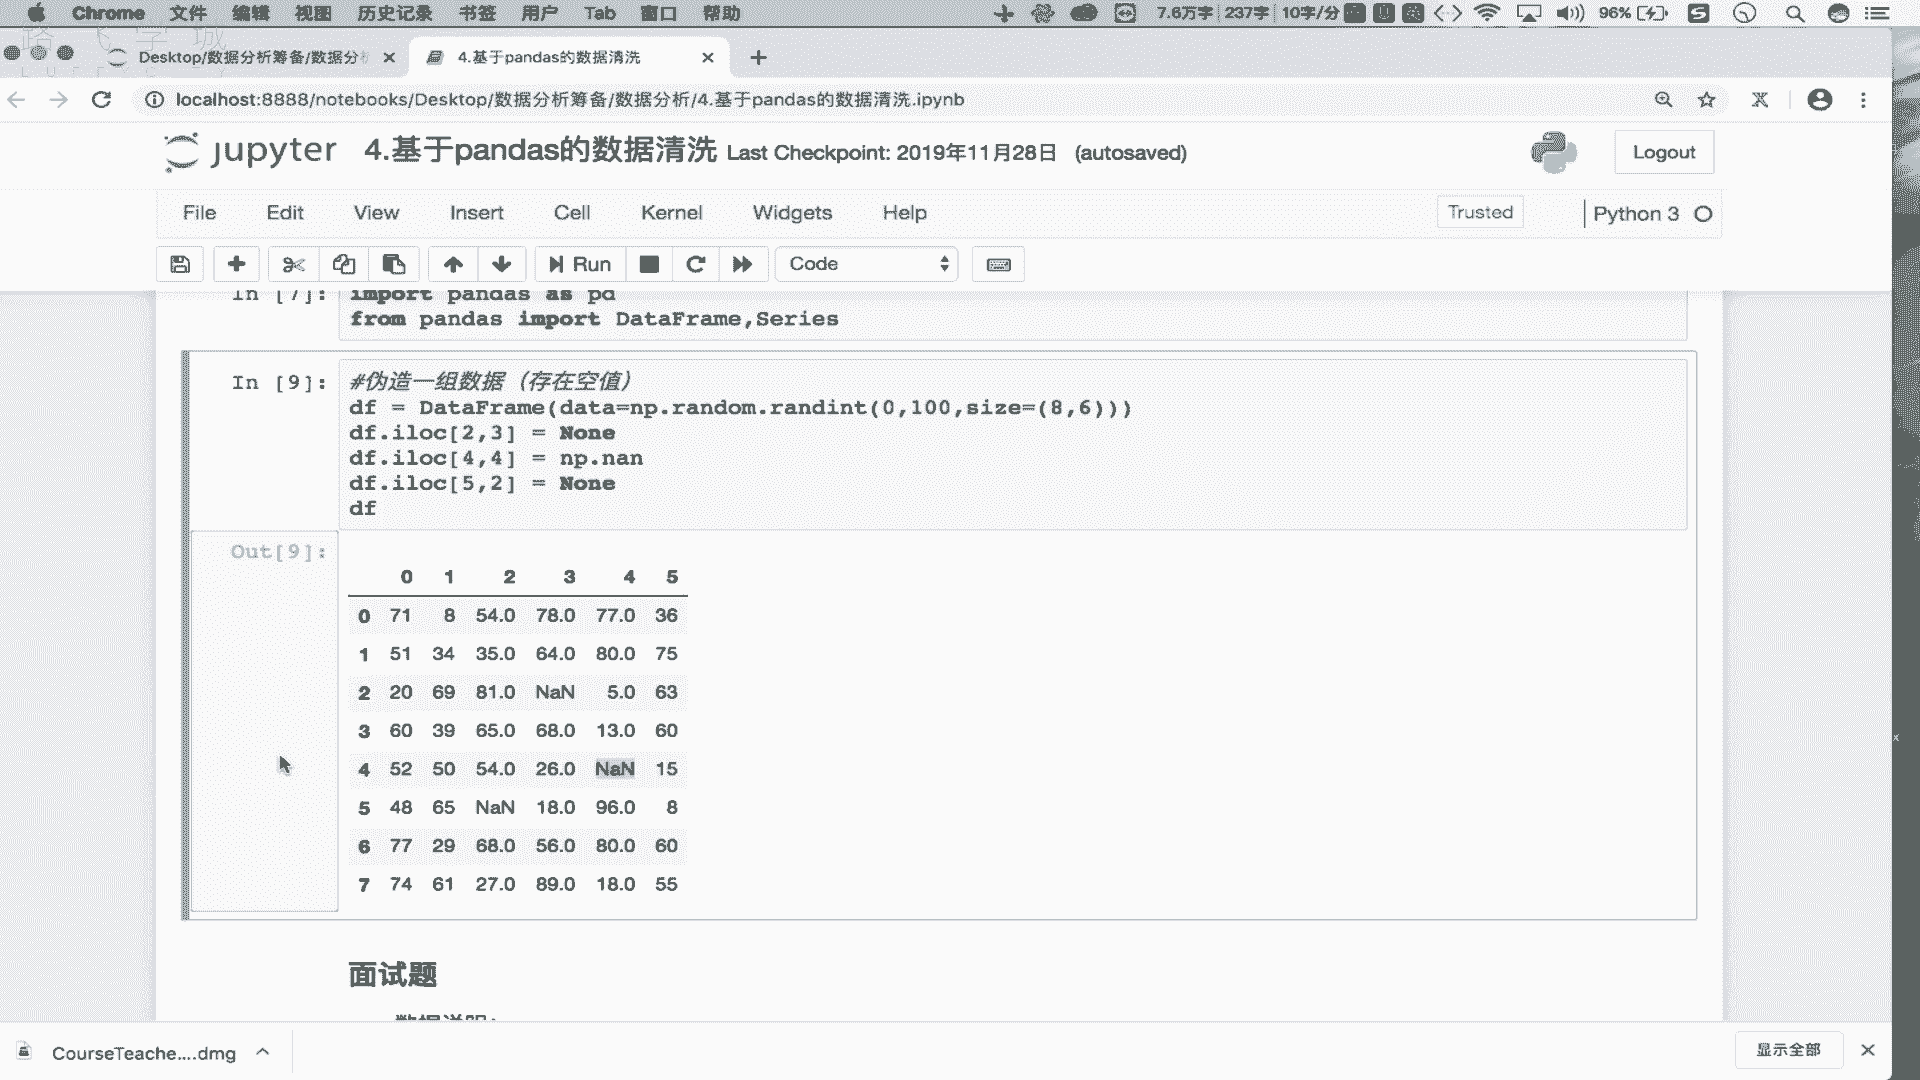 Chrome 文件 编辑 视图 历史记录 书签 用户 Tab 窗口 帮助 7.6万字 237字 10字/分 96%
Desktop/数据分析筹备/数据分 4.基于pandas的数据清洗
localhost:8888/notebooks/Desktop/数据分析筹备/数据分析/4.基于pandas的数据清洗.ipynb
jupyter 4.基于pandas的数据清洗 Last Checkpoint: 2019年11月28日 (autosaved) Logout
File Edit View Insert Cell Kernel Widgets Help Trusted Python 3
Run Code
In [7]: import pandas as pd
from pandas import DataFrame,Series
In [9]: #伪造一组数据（存在空值）
df = DataFrame(data=np.random.randint(0,100,size=(8,6)))
df.iloc[2,3] = None
df.iloc[4,4] = np.nan
df.iloc[5,2] = None
df
Out[9]:
0 1 2 3 4 5
0 71 8 54.0 78.0 77.0 36
1 51 34 35.0 64.0 80.0 75
2 20 69 81.0 NaN 5.0 63
3 60 39 65.0 68.0 13.0 60
4 52 50 54.0 26.0 NaN 15
5 48 65 NaN 18.0 96.0 8
6 77 29 68.0 56.0 80.0 60
7 74 61 27.0 89.0 18.0 55
面试题
数据说明:
CourseTeache....dmg 显示全部